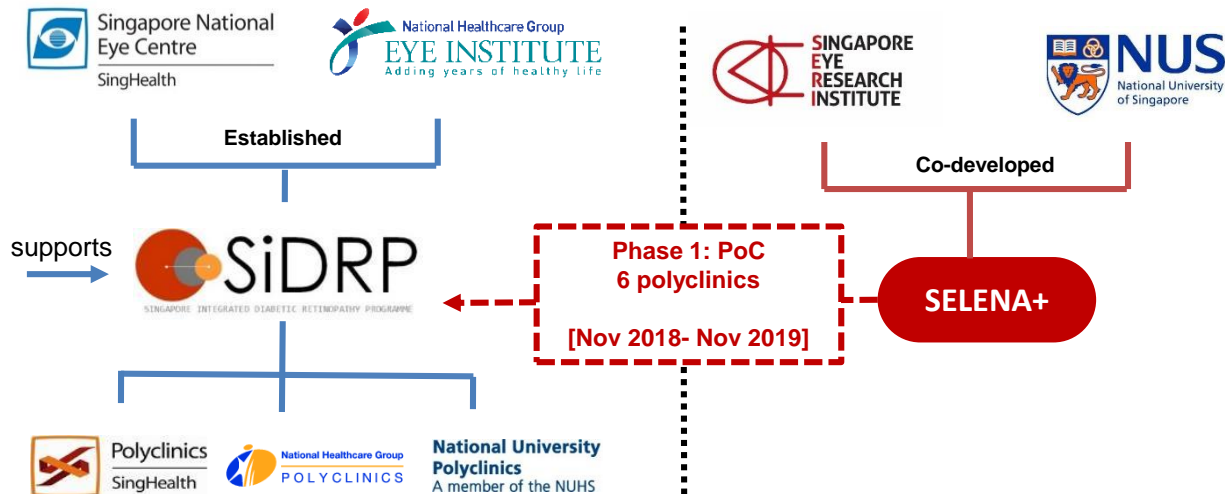 Singapore National
Eye Centre
SingHealth
National Healthcare Group
EYE INSTITUTE
Adding years of healthy life
SINGAPORE
EYE
RESEARCH
INSTITUTE
NUS
National University
of Singapore
Established
Co-developed
supports
SiDRP
SINGAPORE INTEGRATED DIABETIC RETINOPATHY PROGRAMME
Phase 1: PoC
6 polyclinics
[Nov 2018- Nov 2019]
SELENA+
Polyclinics
SingHealth
National Healthcare Group
POLYCLINICS
National University
Polyclinics
A member of the NUHS